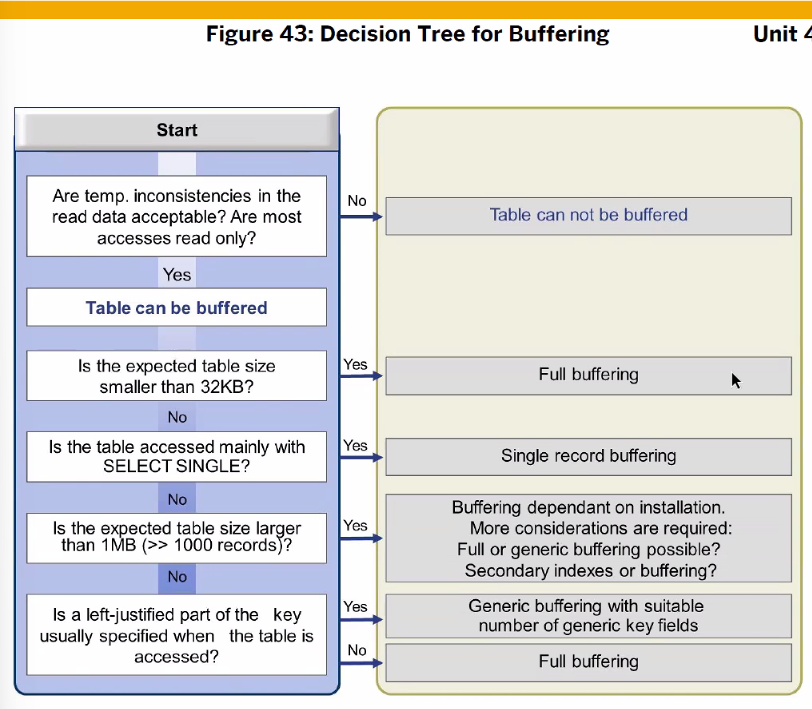 Figure 43: Decision Tree for Buffering
Unit 4
Start
Are temp. inconsistencies in the
read data acceptable? Are most
accesses read only?
No
Table can not be buffered
Yes
Table can be buffered
Is the expected table size
smaller than 32KB?
Yes
Full buffering
No
Is the table accessed mainly with
SELECT SINGLE?
Yes
Single record buffering
No
Is the expected table size larger
than 1MB (>> 1000 records)?
Yes
Buffering dependant on installation.
More considerations are required:
Full or generic buffering possible?
Secondary indexes or buffering?
No
Is a left-justified part of the key
usually specified when the table is
accessed?
Yes
Generic buffering with suitable
number of generic key fields
No
Full buffering